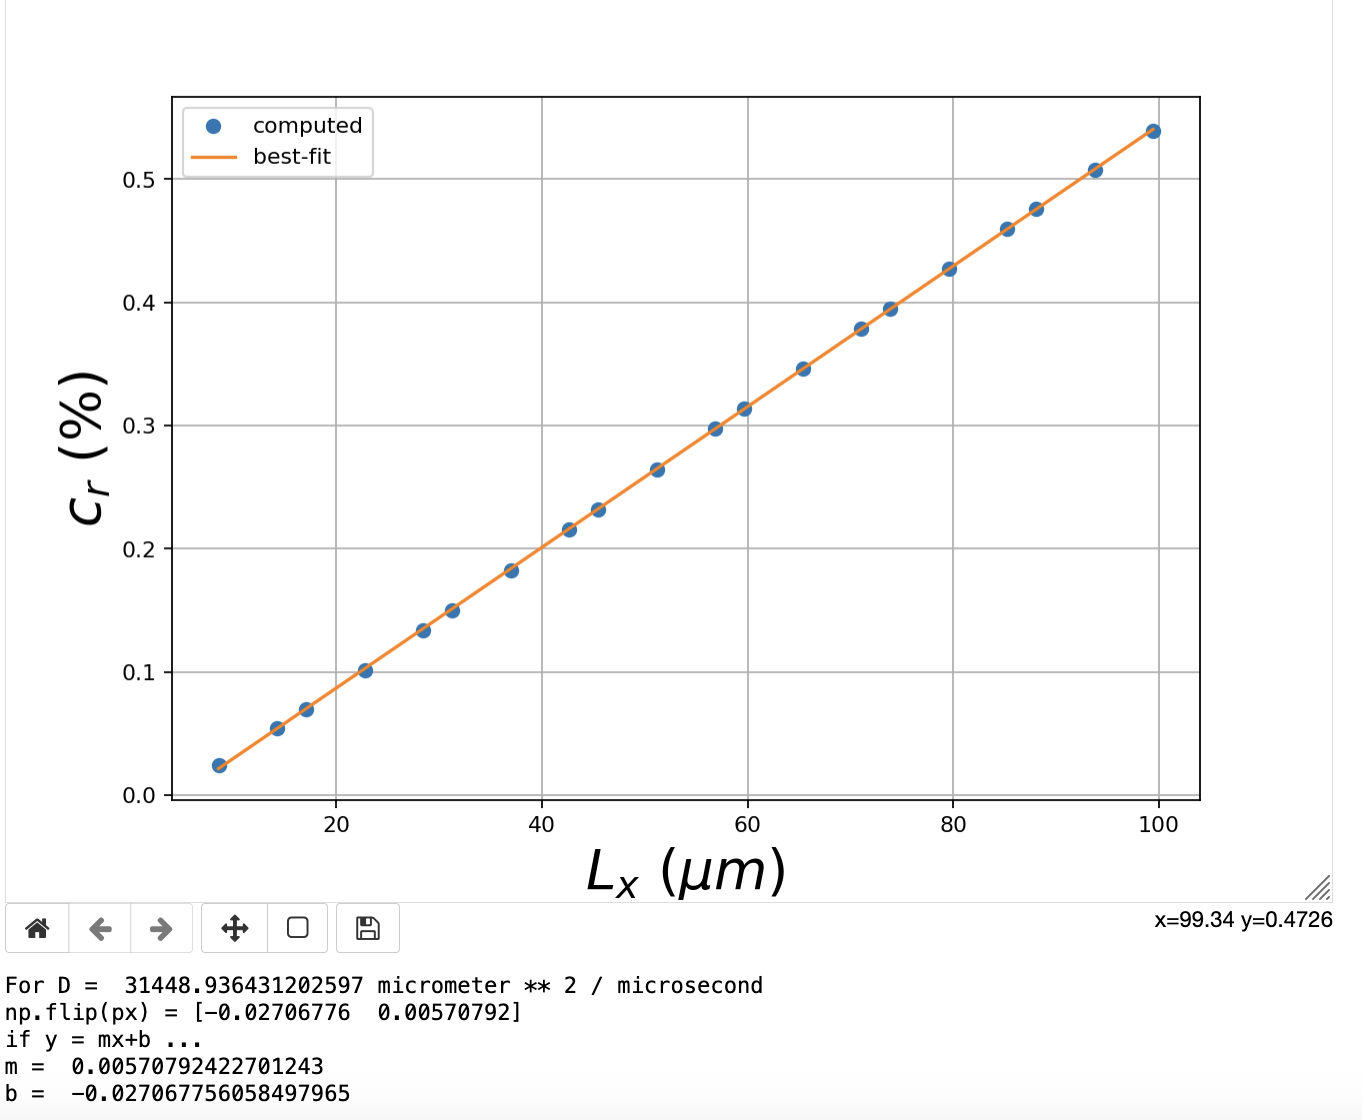 computed
best-fit
0.5
0.4
0.3
0.2
0.1
0.0
c_r (%)
20 40 60 80 100
L_x (μm)
x=99.34 y=0.4726
For D =  31448.936431202597 micrometer ** 2 / microsecond
np.flip(px) = [−0.02706776  0.00570792]
if y = mx+b ...
m =  0.00570792422701243
b =  −0.027067756058497965